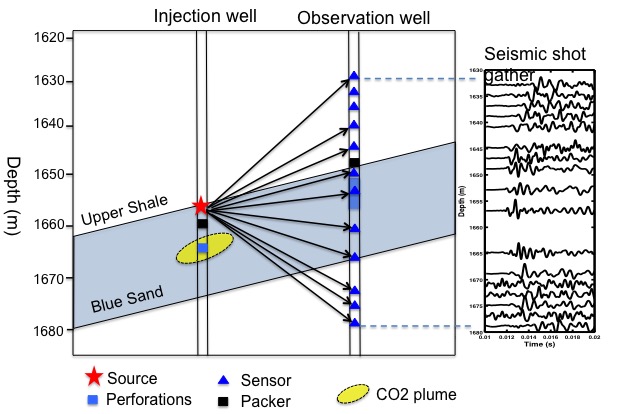 Injection well
Observation well
Seismic shot
gather
1620
1630
1640
1650
1660
1670
1680
Depth (m)
Upper Shale
Blue Sand
1630
1635
1640
1645
1650
1655
1660
1665
1670
1675
1680
Depth (m)
0.01 0.012 0.014 0.016 0.018 0.02
Time (s)
Source
Sensor
CO2 plume
Perforations
Packer